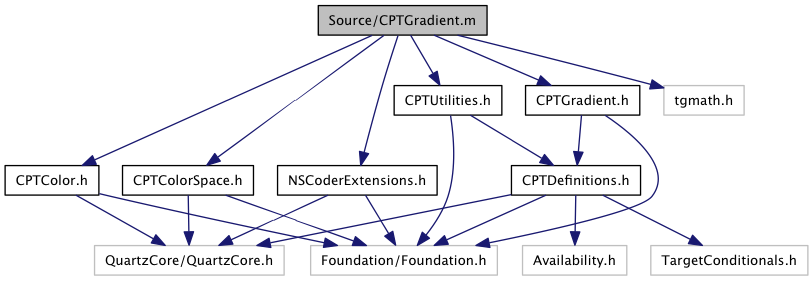 Source/CPTGradient.m
CPTUtilities.h
CPTGradient.h
tgmath.h
CPTColor.h
CPTColorSpace.h
NSCoderExtensions.h
CPTDefinitions.h
QuartzCore/QuartzCore.h
Foundation/Foundation.h
Availability.h
TargetConditionals.h